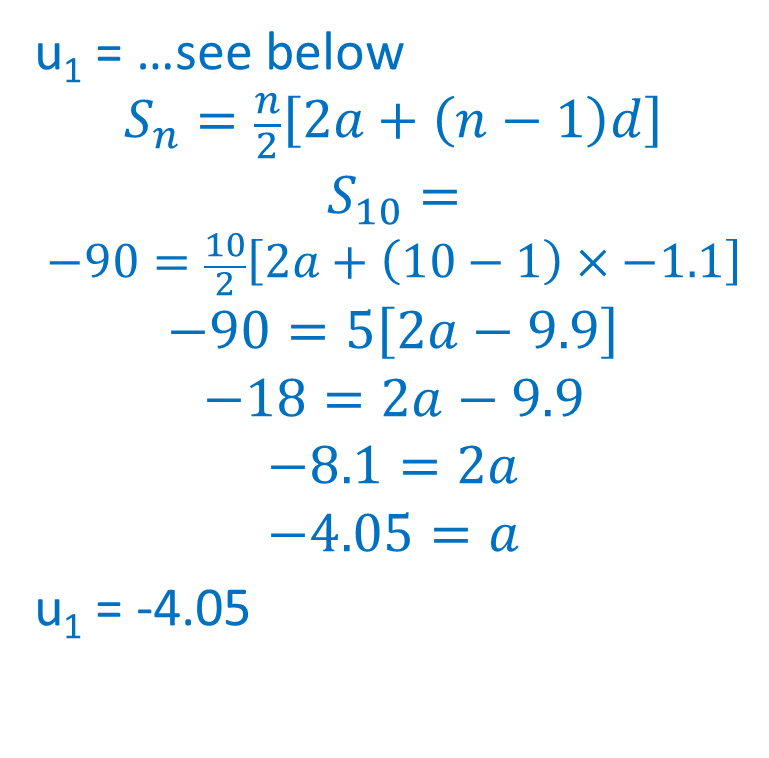 u₁ = …see below
Sₙ = n/2[2a + (n − 1)d]
S₁₀ =
−90 = 10/2[2a + (10 − 1) × −1.1]
−90 = 5[2a − 9.9]
−18 = 2a − 9.9
−8.1 = 2a
−4.05 = a
u₁ = -4.05